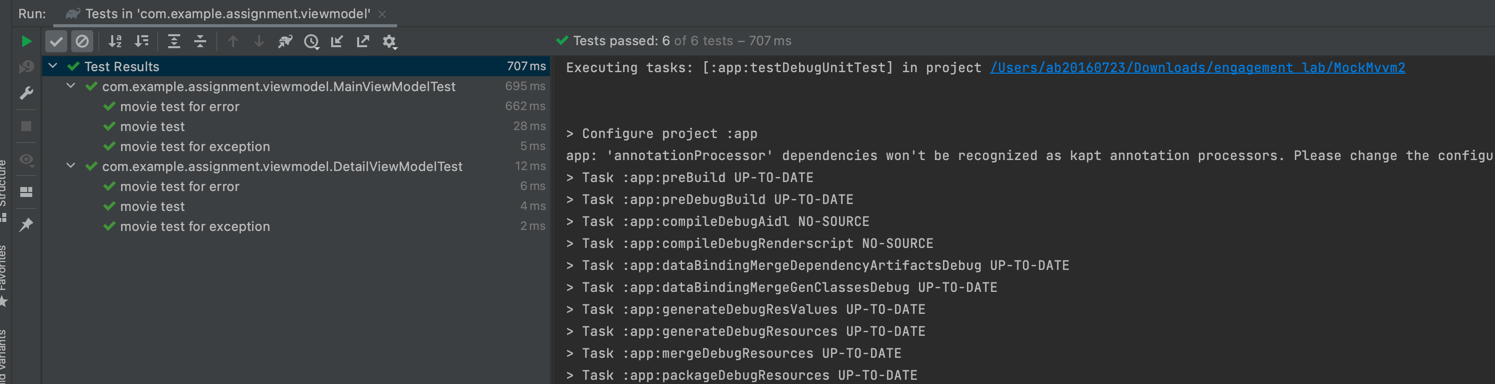 Run: Tests in 'com.example.assignment.viewmodel'
Tests passed: 6 of 6 tests – 707 ms
Test Results 707 ms
com.example.assignment.viewmodel.MainViewModelTest 695 ms
movie test for error 662 ms
movie test 28 ms
movie test for exception 5 ms
com.example.assignment.viewmodel.DetailViewModelTest 12 ms
movie test for error 6 ms
movie test 4 ms
movie test for exception 2 ms
Executing tasks: [:app:testDebugUnitTest] in project /Users/ab20160723/Downloads/engagement_lab/MockMvvm2
> Configure project :app
app: 'annotationProcessor' dependencies won't be recognized as kapt annotation processors. Please change the configu
> Task :app:preBuild UP-TO-DATE
> Task :app:preDebugBuild UP-TO-DATE
> Task :app:compileDebugAidl NO-SOURCE
> Task :app:compileDebugRenderscript NO-SOURCE
> Task :app:dataBindingMergeDependencyArtifactsDebug UP-TO-DATE
> Task :app:dataBindingMergeGenClassesDebug UP-TO-DATE
> Task :app:generateDebugResValues UP-TO-DATE
> Task :app:generateDebugResources UP-TO-DATE
> Task :app:mergeDebugResources UP-TO-DATE
> Task :app:packageDebugResources UP-TO-DATE
Structure
Favorites
Variants